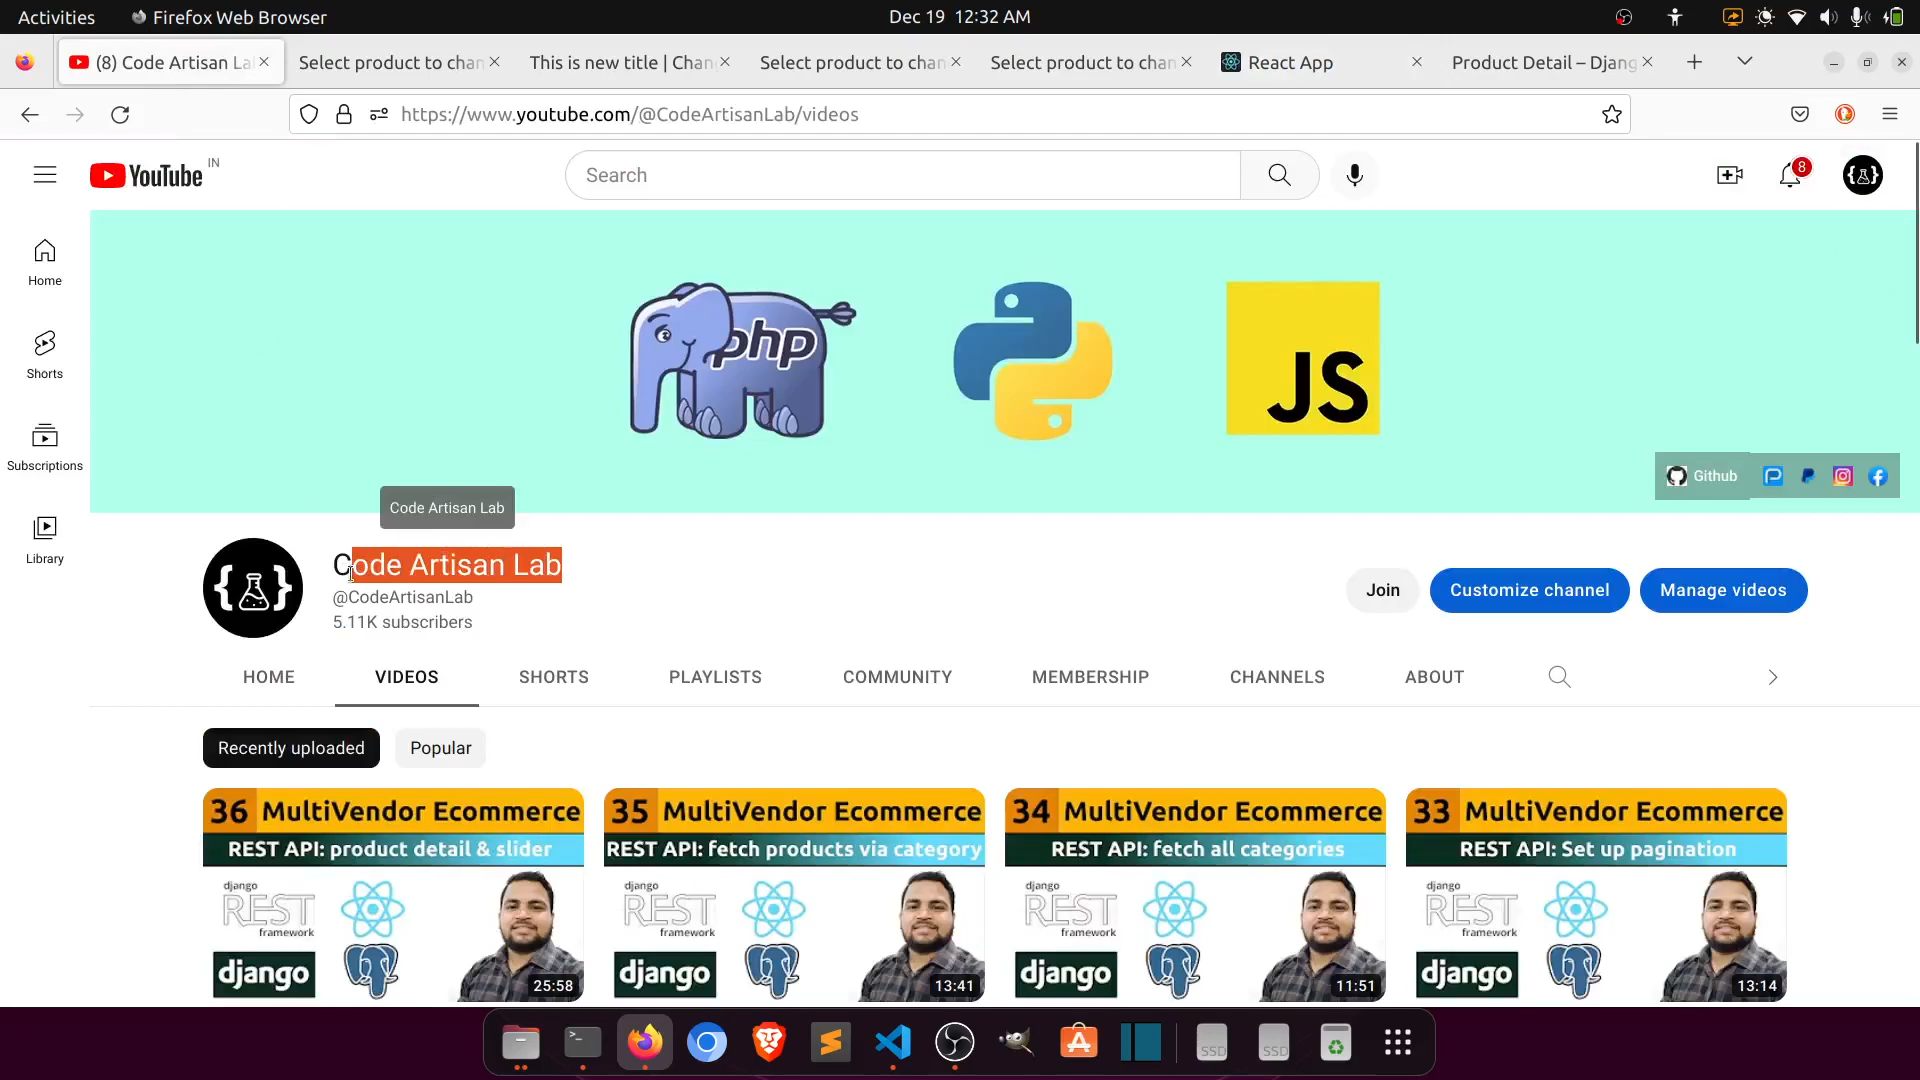 Activities Firefox Web Browser Dec 19 12:32 AM
(8) Code Artisan La Select product to chan This is new title | Chan Select product to chan Select product to chan React App Product Detail – Djang
https://www.youtube.com/@CodeArtisanLab/videos
YouTube IN Search 8
php
JS
Home
Shorts
Subscriptions
Library
Github
Code Artisan Lab
Code Artisan Lab
@CodeArtisanLab
5.11K subscribers
Join Customize channel Manage videos
HOME VIDEOS SHORTS PLAYLISTS COMMUNITY MEMBERSHIP CHANNELS ABOUT
Recently uploaded Popular
36 MultiVendor Ecommerce
REST API: product detail & slider
django
REST
framework
django
25:58
35 MultiVendor Ecommerce
REST API: fetch products via category
django
REST
framework
django
13:41
34 MultiVendor Ecommerce
REST API: fetch all categories
django
REST
framework
django
11:51
33 MultiVendor Ecommerce
REST API: Set up pagination
django
REST
framework
django
13:14
SSD SSD